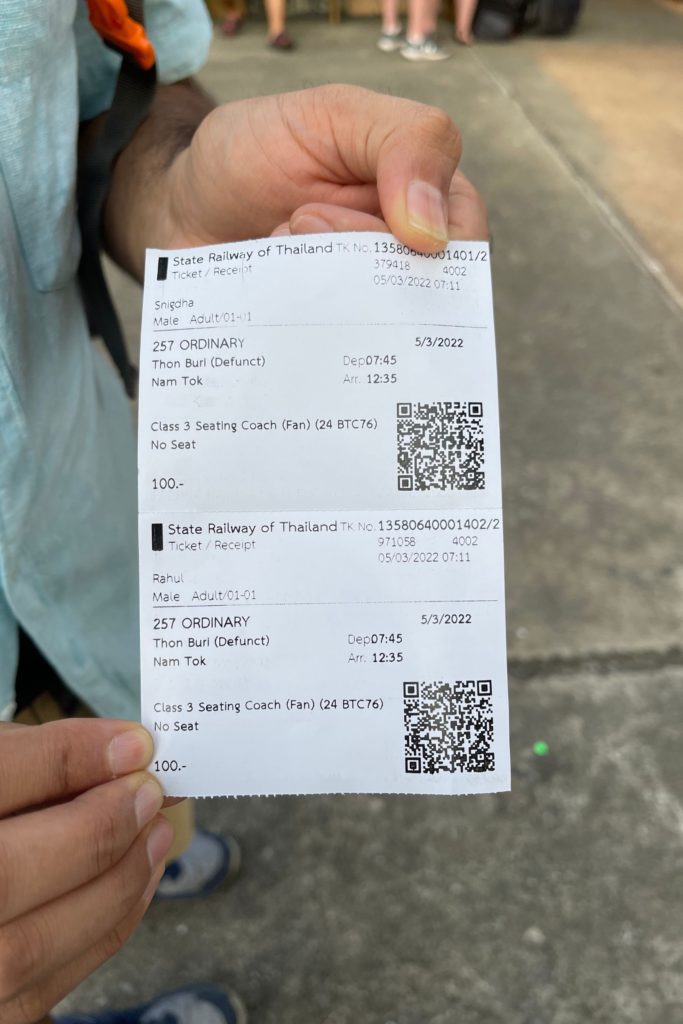 State Railway of Thailand TK No. 13580640001401/2
Ticket / Receipt 379418 4002
05/03/2022 07:11
Snigdha
Male Adult/01-01
257 ORDINARY 5/3/2022
Thon Buri (Defunct) Dep.07:45
Nam Tok Arr. 12:35
Class 3 Seating Coach (Fan) (24 BTC76)
No Seat
100.-
State Railway of Thailand TK No. 13580640001402/2
Ticket / Receipt 971058 4002
05/03/2022 07:11
Rahul
Male Adult/01-01
257 ORDINARY 5/3/2022
Thon Buri (Defunct) Dep.07:45
Nam Tok Arr. 12:35
Class 3 Seating Coach (Fan) (24 BTC76)
No Seat
100.-